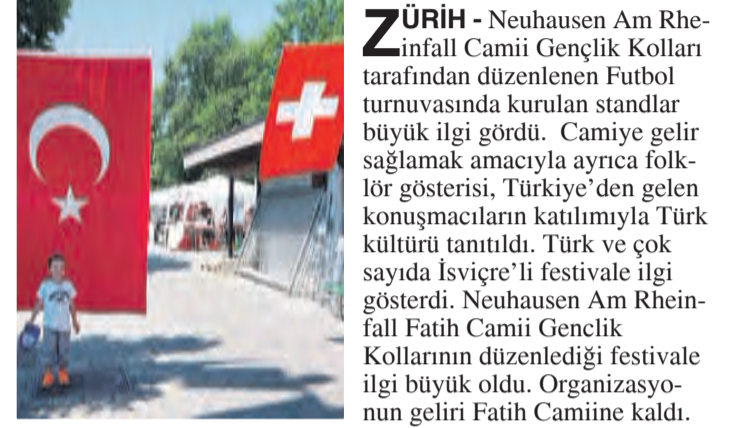 ZÜRİH - Neuhausen Am Rhe-
infall Camii Gençlik Kolları
tarafından düzenlenen Futbol
turnuvasında kurulan standlar
büyük ilgi gördü. Camiye gelir
sağlamak amacıyla ayrıca folk-
lör gösterisi, Türkiye’den gelen
konuşmacıların katılımıyla Türk
kültürü tanıtıldı. Türk ve çok
sayıda İsviçre’li festivale ilgi
gösterdi. Neuhausen Am Rhein-
fall Fatih Camii Genclik
Kollarının düzenlediği festivale
ilgi büyük oldu. Organizasyo-
nun geliri Fatih Camiine kaldı.